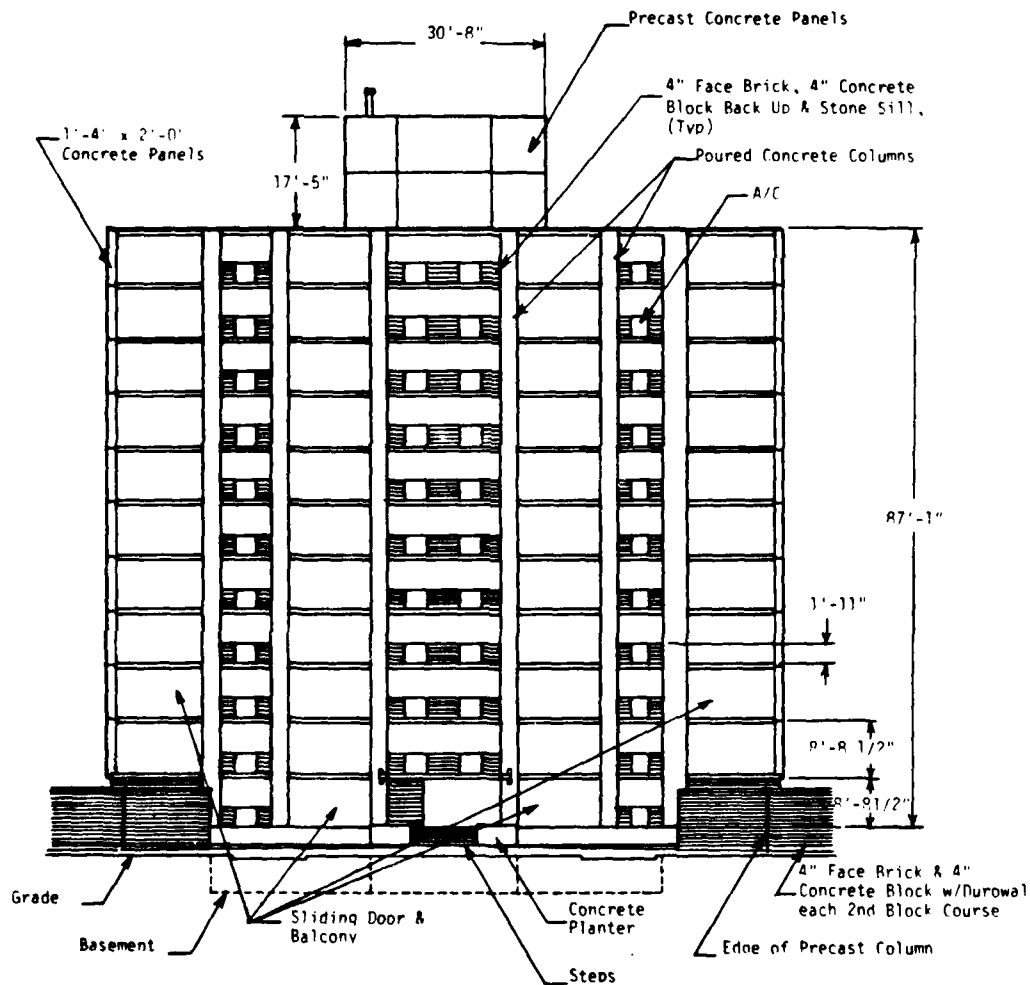 Precast Concrete Panels
30'-8"
4" Face Brick, 4" Concrete
Block Back Up & Stone Sill,
(Typ)
1'-4' x 2'-0'
Concrete Panels
Poured Concrete Columns
17'-5"
A/C
87'-1"
1'-11"
8'-8 1/2"
8'-81/2"
4" Face Brick & 4"
Concrete Block w/Durowal
each 2nd Block Course
Grade
Sliding Door &
Balcony
Concrete
Planter
Basement
Edge of Precast Column
Steps